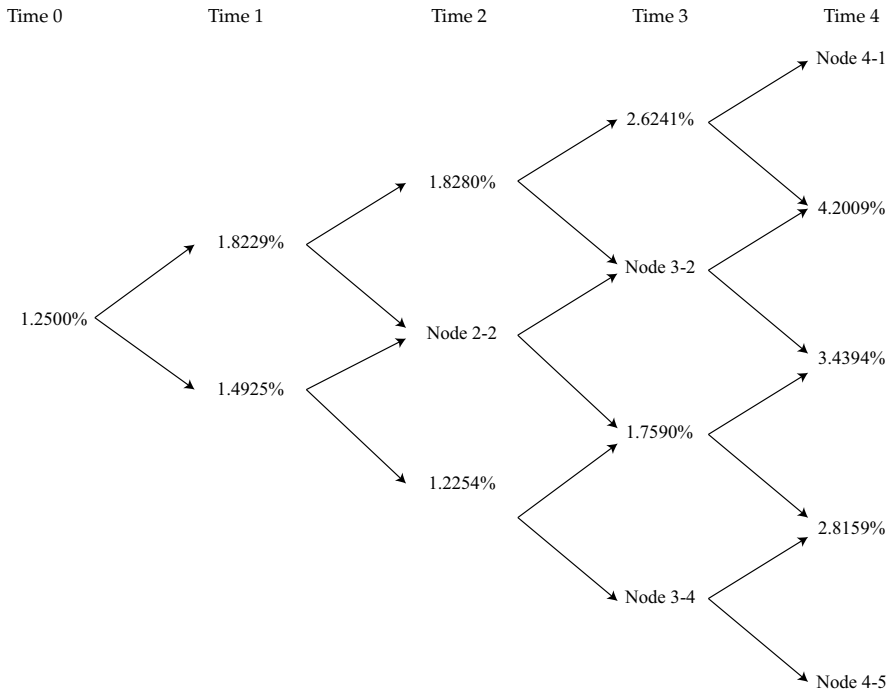 Time 0 Time 1 Time 2 Time 3 Time 4
Node 4-1
2.6241%
1.8280%
4.2009%
1.8229%
Node 3-2
1.2500%
Node 2-2
3.4394%
1.4925%
1.7590%
1.2254%
2.8159%
Node 3-4
Node 4-5